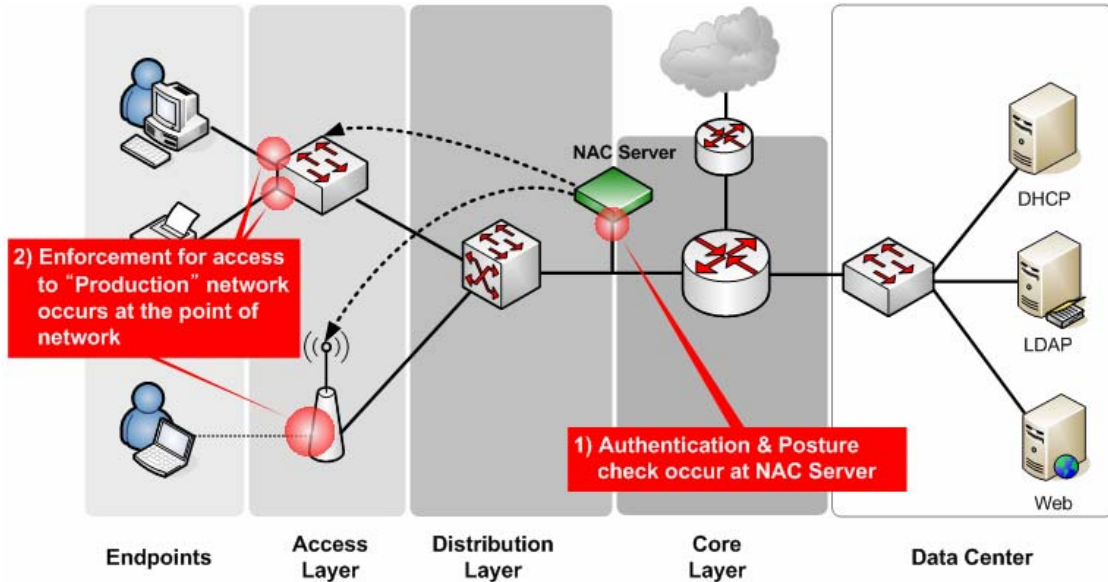 NAC Server
DHCP
2) Enforcement for access
to "Production" network
occurs at the point of
network
LDAP
1) Authentication & Posture
check occur at NAC Server
Web
Endpoints
Access
Layer
Distribution
Layer
Core
Layer
Data Center